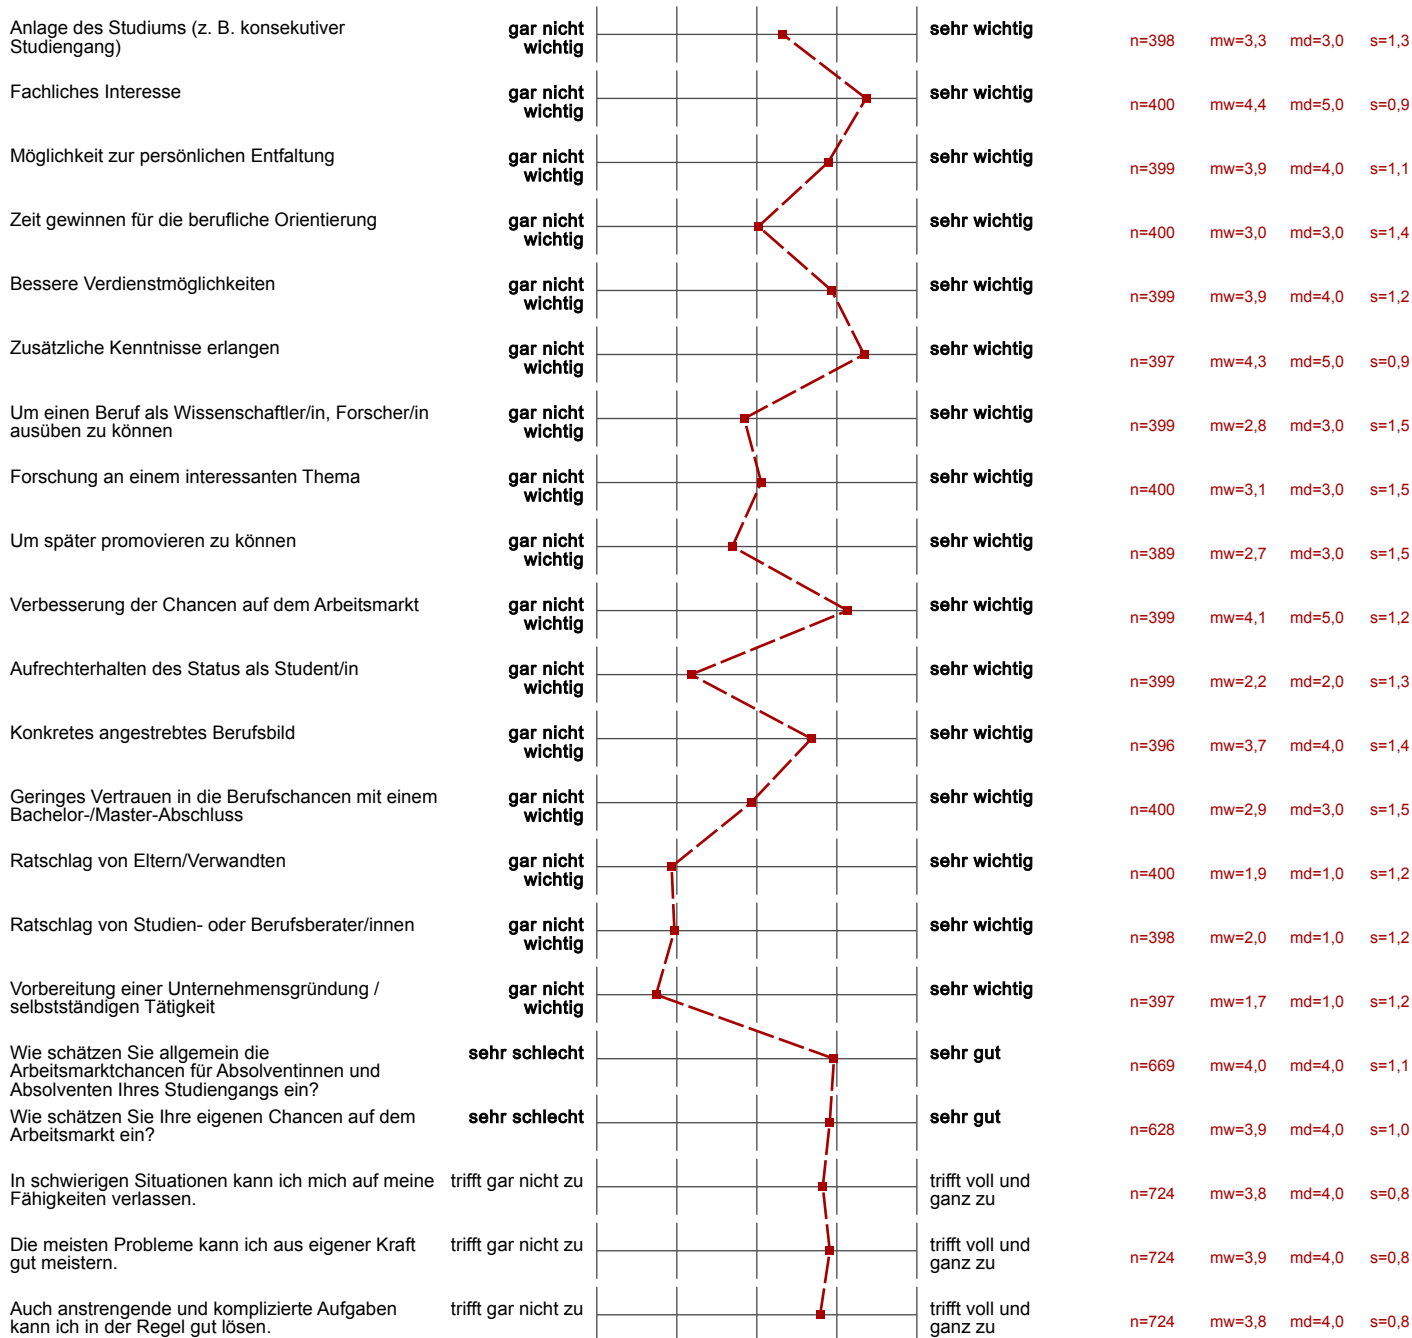 Anlage des Studiums (z. B. konsekutiver
Studiengang)
gar nicht
wichtig
sehr wichtig
n=398 mw=3,3 md=3,0 s=1,3
Fachliches Interesse
gar nicht
wichtig
sehr wichtig
n=400 mw=4,4 md=5,0 s=0,9
Möglichkeit zur persönlichen Entfaltung
gar nicht
wichtig
sehr wichtig
n=399 mw=3,9 md=4,0 s=1,1
Zeit gewinnen für die berufliche Orientierung
gar nicht
wichtig
sehr wichtig
n=400 mw=3,0 md=3,0 s=1,4
Bessere Verdienstmöglichkeiten
gar nicht
wichtig
sehr wichtig
n=399 mw=3,9 md=4,0 s=1,2
Zusätzliche Kenntnisse erlangen
gar nicht
wichtig
sehr wichtig
n=397 mw=4,3 md=5,0 s=0,9
Um einen Beruf als Wissenschaftler/in, Forscher/in
ausüben zu können
gar nicht
wichtig
sehr wichtig
n=399 mw=2,8 md=3,0 s=1,5
Forschung an einem interessanten Thema
gar nicht
wichtig
sehr wichtig
n=400 mw=3,1 md=3,0 s=1,5
Um später promovieren zu können
gar nicht
wichtig
sehr wichtig
n=389 mw=2,7 md=3,0 s=1,5
Verbesserung der Chancen auf dem Arbeitsmarkt
gar nicht
wichtig
sehr wichtig
n=399 mw=4,1 md=5,0 s=1,2
Aufrechterhalten des Status als Student/in
gar nicht
wichtig
sehr wichtig
n=399 mw=2,2 md=2,0 s=1,3
Konkretes angestrebtes Berufsbild
gar nicht
wichtig
sehr wichtig
n=396 mw=3,7 md=4,0 s=1,4
Geringes Vertrauen in die Berufschancen mit einem
Bachelor-/Master-Abschluss
gar nicht
wichtig
sehr wichtig
n=400 mw=2,9 md=3,0 s=1,5
Ratschlag von Eltern/Verwandten
gar nicht
wichtig
sehr wichtig
n=400 mw=1,9 md=1,0 s=1,2
Ratschlag von Studien- oder Berufsberater/innen
gar nicht
wichtig
sehr wichtig
n=398 mw=2,0 md=1,0 s=1,2
Vorbereitung einer Unternehmensgründung /
selbstständigen Tätigkeit
gar nicht
wichtig
sehr wichtig
n=397 mw=1,7 md=1,0 s=1,2
Wie schätzen Sie allgemein die
Arbeitsmarktchancen für Absolventinnen und
Absolventen Ihres Studiengangs ein?
sehr schlecht
sehr gut
n=669 mw=4,0 md=4,0 s=1,1
Wie schätzen Sie Ihre eigenen Chancen auf dem
Arbeitsmarkt ein?
sehr schlecht
sehr gut
n=628 mw=3,9 md=4,0 s=1,0
In schwierigen Situationen kann ich mich auf meine
Fähigkeiten verlassen.
trifft gar nicht zu
trifft voll und
ganz zu
n=724 mw=3,8 md=4,0 s=0,8
Die meisten Probleme kann ich aus eigener Kraft
gut meistern.
trifft gar nicht zu
trifft voll und
ganz zu
n=724 mw=3,9 md=4,0 s=0,8
Auch anstrengende und komplizierte Aufgaben
kann ich in der Regel gut lösen.
trifft gar nicht zu
trifft voll und
ganz zu
n=724 mw=3,8 md=4,0 s=0,8